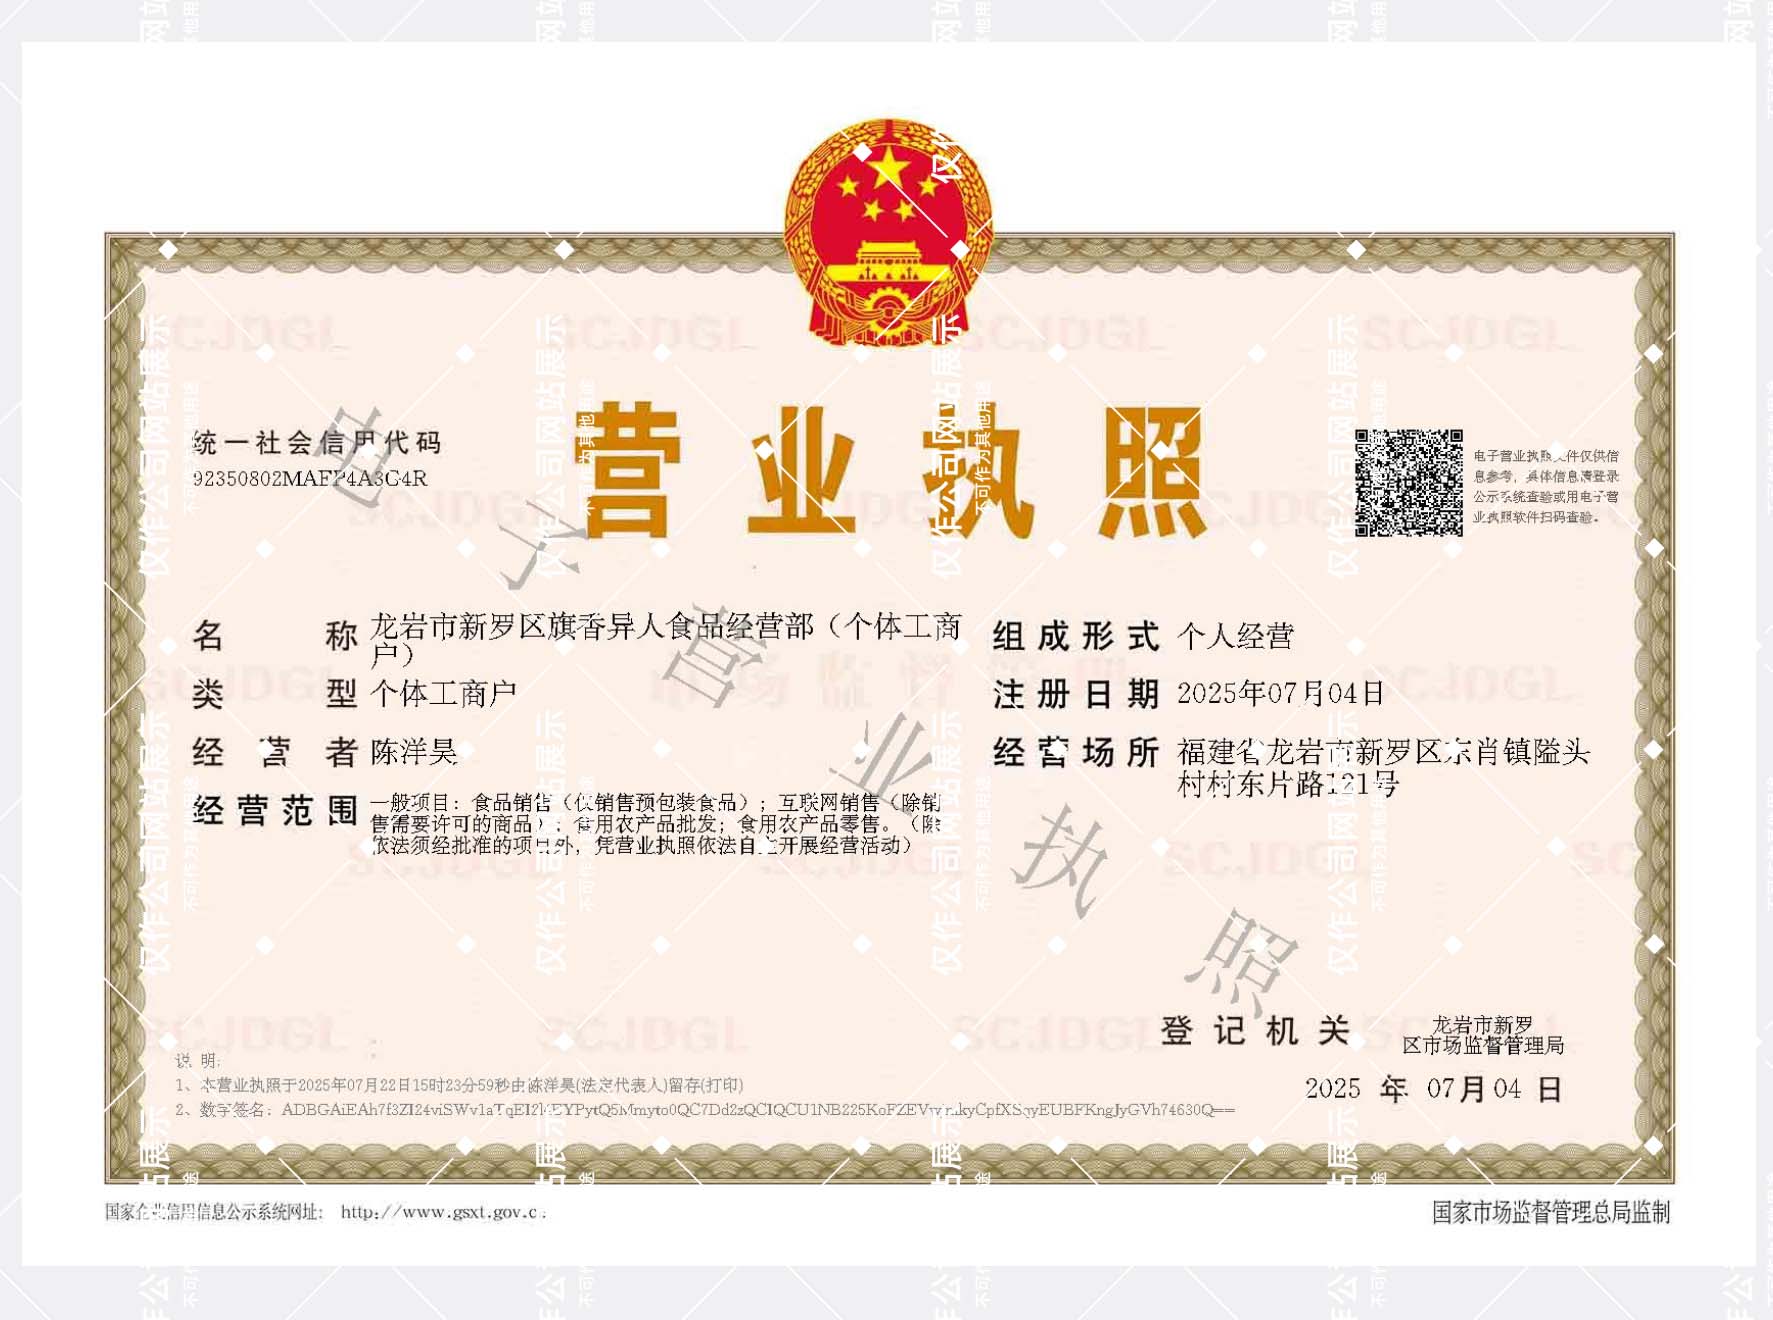 营业执照
统一社会信用代码
电子营业执照文件仅供信
息参考，具体信息请登录
公示系统查验或用电子营
业执照软件扫码查验。
名称 龙岩市新罗区旗香异人食品经营部（个体工商
户）
类型 个体工商户
经营者 陈洋昊
经营范围 一般项目：食品销售（仅销售预包装食品）；互联网销售（除销
售需要许可的商品）；食用农产品批发；食用农产品零售。（除
依法须经批准的项目外，凭营业执照依法自主开展经营活动）
组成形式 个人经营
注册日期 2025年07月04日
经营场所 福建省龙岩市新罗区东肖镇隘头
村村东片路121号
电子营业执照
登记机关
龙岩市新罗
区市场监督管理局
2025 年 07月04 日
说 明:
1、本营业执照于2025年07月22日15时23分59秒由陈洋昊(法定代表人)留存(打印)
2、数字签名：
国家企业信用信息公示系统网址： http://www.gsxt.gov.c
国家市场监督管理总局监制
SCJDGL
仅作公司网站展示
不可作为其他用途